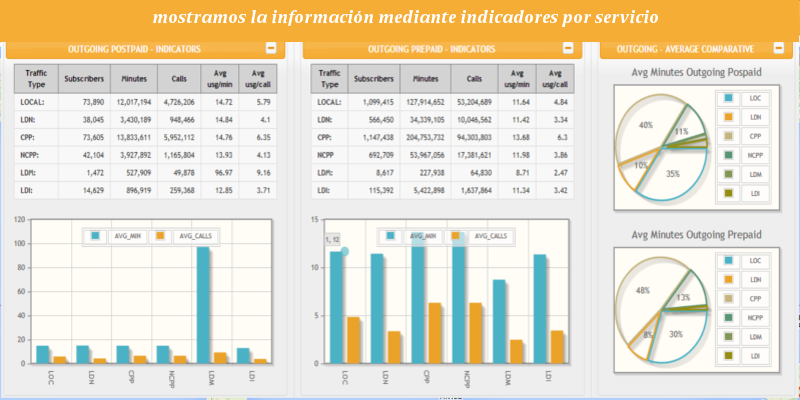 mostramos la información mediante indicadores por servicio
OUTGOING POSTPAID - INDICATORS
Traffic Type Subscribers Minutes Calls Avg usg/min Avg usg/call
LOCAL: 73,890 12,017,194 4,726,206 14.72 5.79
LDN: 38,045 3,430,189 948,466 14.84 4.1
CPP: 73,605 13,833,611 5,952,112 14.76 6.35
NCPP: 42,104 3,927,892 1,165,804 13.93 4.13
LDM: 1,472 527,909 49,878 96.97 9.16
LDI: 14,629 896,919 259,368 12.85 3.71
120
100
80
60
40
20
0
AVG_MIN AVG_CALLS
LOC LDN CPP NCPP LDM LDI
OUTGOING PREPAID - INDICATORS
Traffic Type Subscribers Minutes Calls Avg usg/min Avg usg/call
LOCAL: 1,099,415 127,914,652 53,204,689 11.64 4.84
LDN: 566,450 34,339,105 10,046,562 11.42 3.34
CPP: 1,147,438 204,753,732 94,303,803 13.68 6.3
NCPP 692,709 53,967,056 17,381,621 11.98 3.86
LDM: 8,617 227,938 64,830 8.71 2.47
LDI: 115,392 5,422,898 1,637,864 11.34 3.42
15
10
5
0
1, 12
AVG_MIN AVG_CALLS
LOC LDN CPP NCPP LDM LDI
OUTGOING - AVERAGE COMPARATIVE
Avg Minutes Outgoing Pospaid
40%
11%
10%
35%
LOC
LDN
CPP
NCPP
LDM
LDI
Avg Minutes Outgoing Prepaid
48%
13%
8%
30%
LOC
LDN
CPP
NCPP
LDM
LDI